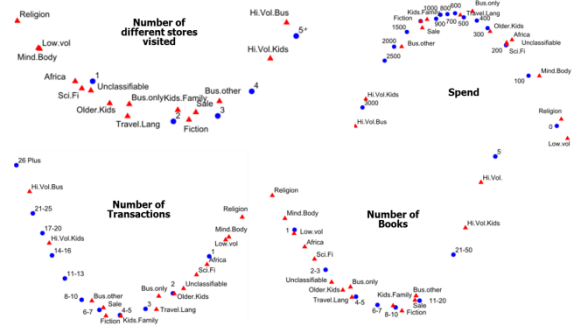 Religion
Low.vol
Mind.Body
Number of
different stores
visited
Hi.Vol.Bus
5+
Hi.Vol.Kids
Africa
1
Sci.Fi
Unclassifiable
Older.Kids
Bus.only
Kids.Family
Bus.other
4
Travel.Lang
2
Sale
3
Fiction
Kids.Family
1000
800
600
Bus.only
Travel.Lang
Fiction
900
700
500
400
1500
Sale
300
Older.Kids
2000
Bus.other
Africa
Unclassifiable
2500
200
Sci.Fi
100
Mind.Body
Spend
Hi.Vol.Kids
3000
Hi.Vol.Bus
Religion
0
Low.vol
26 Plus
Hi.Vol.Bus
21-25
17-20
Hi.Vol.Kids
14-16
11-13
8-10
Bus.other
6-7
Sale
Fiction
4-5
Kids.Family
3
Travel.Lang
Bus.only
2
Older.Kids
Unclassifiable
Sci.Fi
Africa
1
Low.vol
Mind.Body
Religion
Number of
Transactions
Religion
Mind.Body
1
Low.vol
Africa
Sci.Fi
2-3
Unclassifiable
Older.Kids
Bus.only
Travel.Lang
4-5
6-7
Kids.Family
8-10
Fiction
Bus.other
11-20
21-50
Hi.Vol.Kids
Hi.Vol.
5
Number of
Books